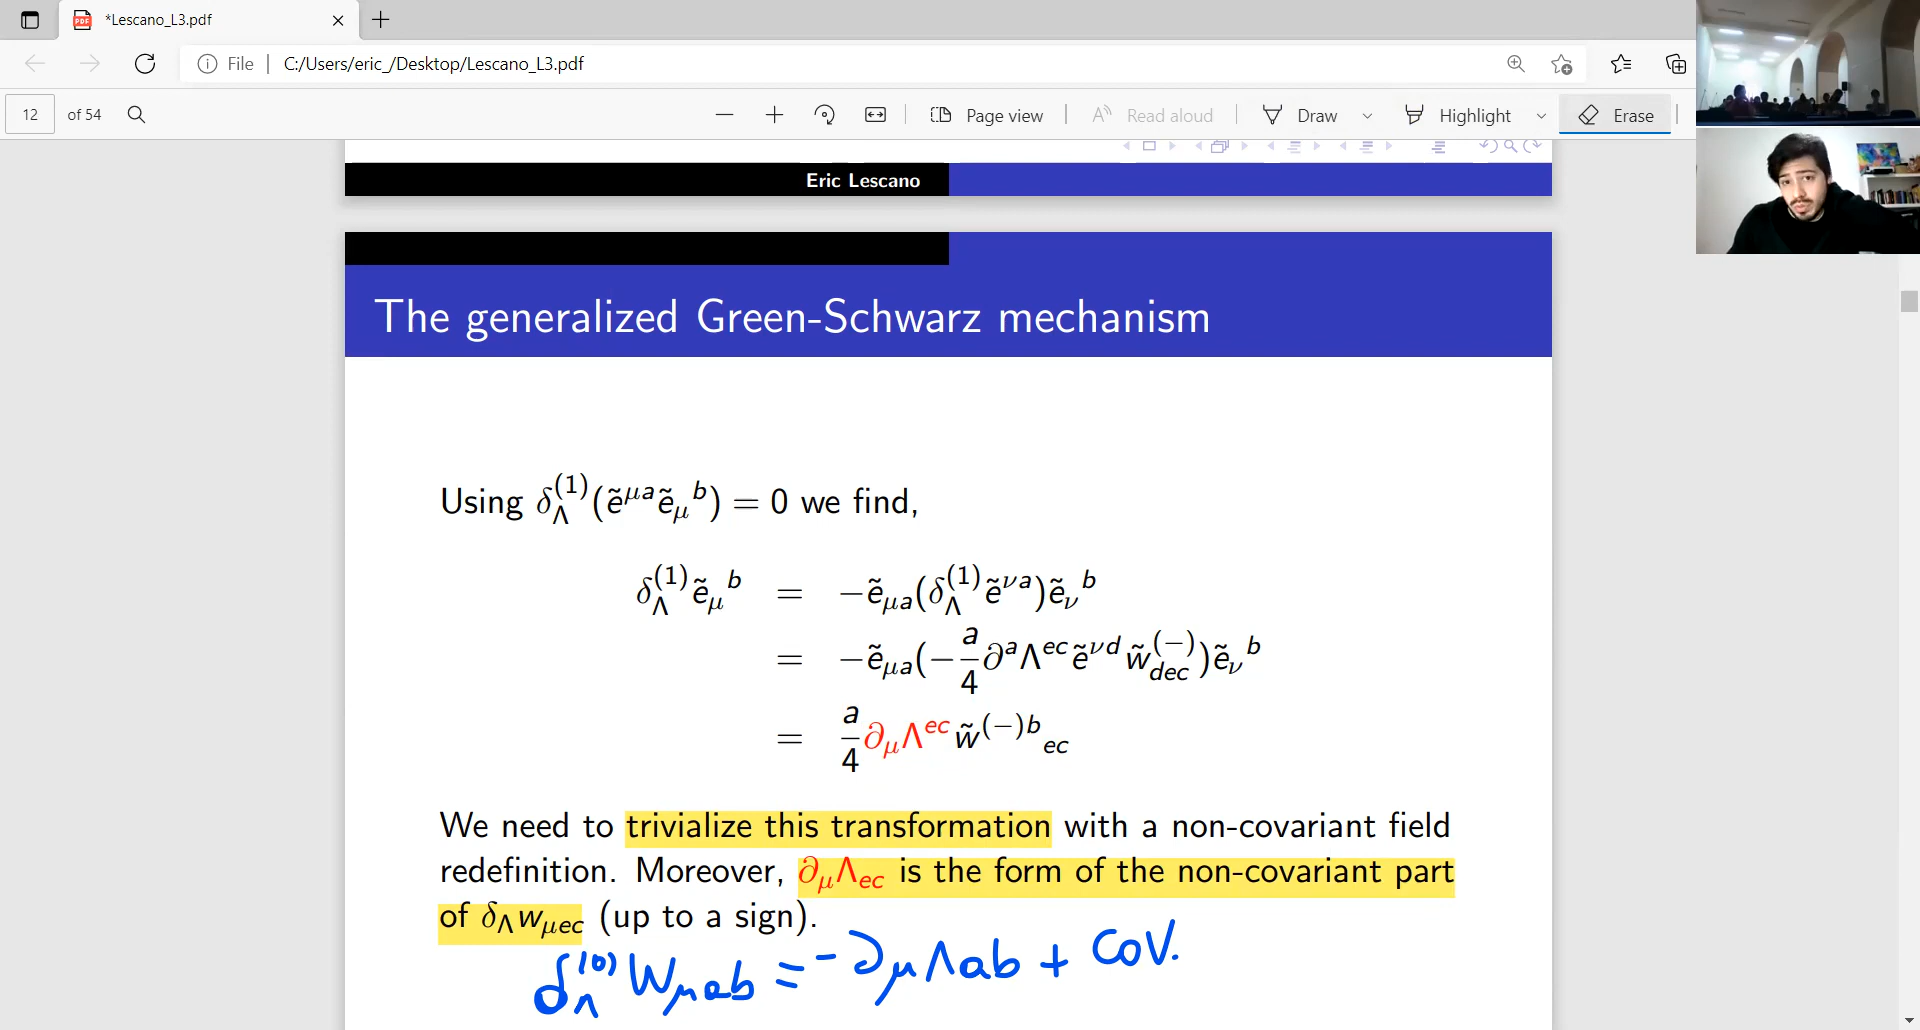 *Lescano_L3.pdf
File | C:/Users/eric_/Desktop/Lescano_L3.pdf
12 of 54 Page view Read aloud Draw Highlight Erase
Eric Lescano
The generalized Green-Schwarz mechanism
Using δ_Λ^{(1)}(ẽ^{μa}ẽ_μ{}^b) = 0 we find,
δ_Λ^{(1)}ẽ_μ{}^b = −ẽ_{μa}(δ_Λ^{(1)}ẽ^{νa})ẽ_ν{}^b
= −ẽ_{μa}(−\frac{a}{4}∂^aΛ^{ec}ẽ^{νd}w̃^{(−)}_{dec})ẽ_ν{}^b
= \frac{a}{4}∂_μΛ^{ec}w̃^{(−)b}{}_{ec}
We need to trivialize this transformation with a non-covariant field
redefinition. Moreover, ∂_μΛ_{ec} is the form of the non-covariant part
of δ_Λw_{μec} (up to a sign).
δ_Λ^{(0)} W_{μab} = −∂_μΛab + COV.